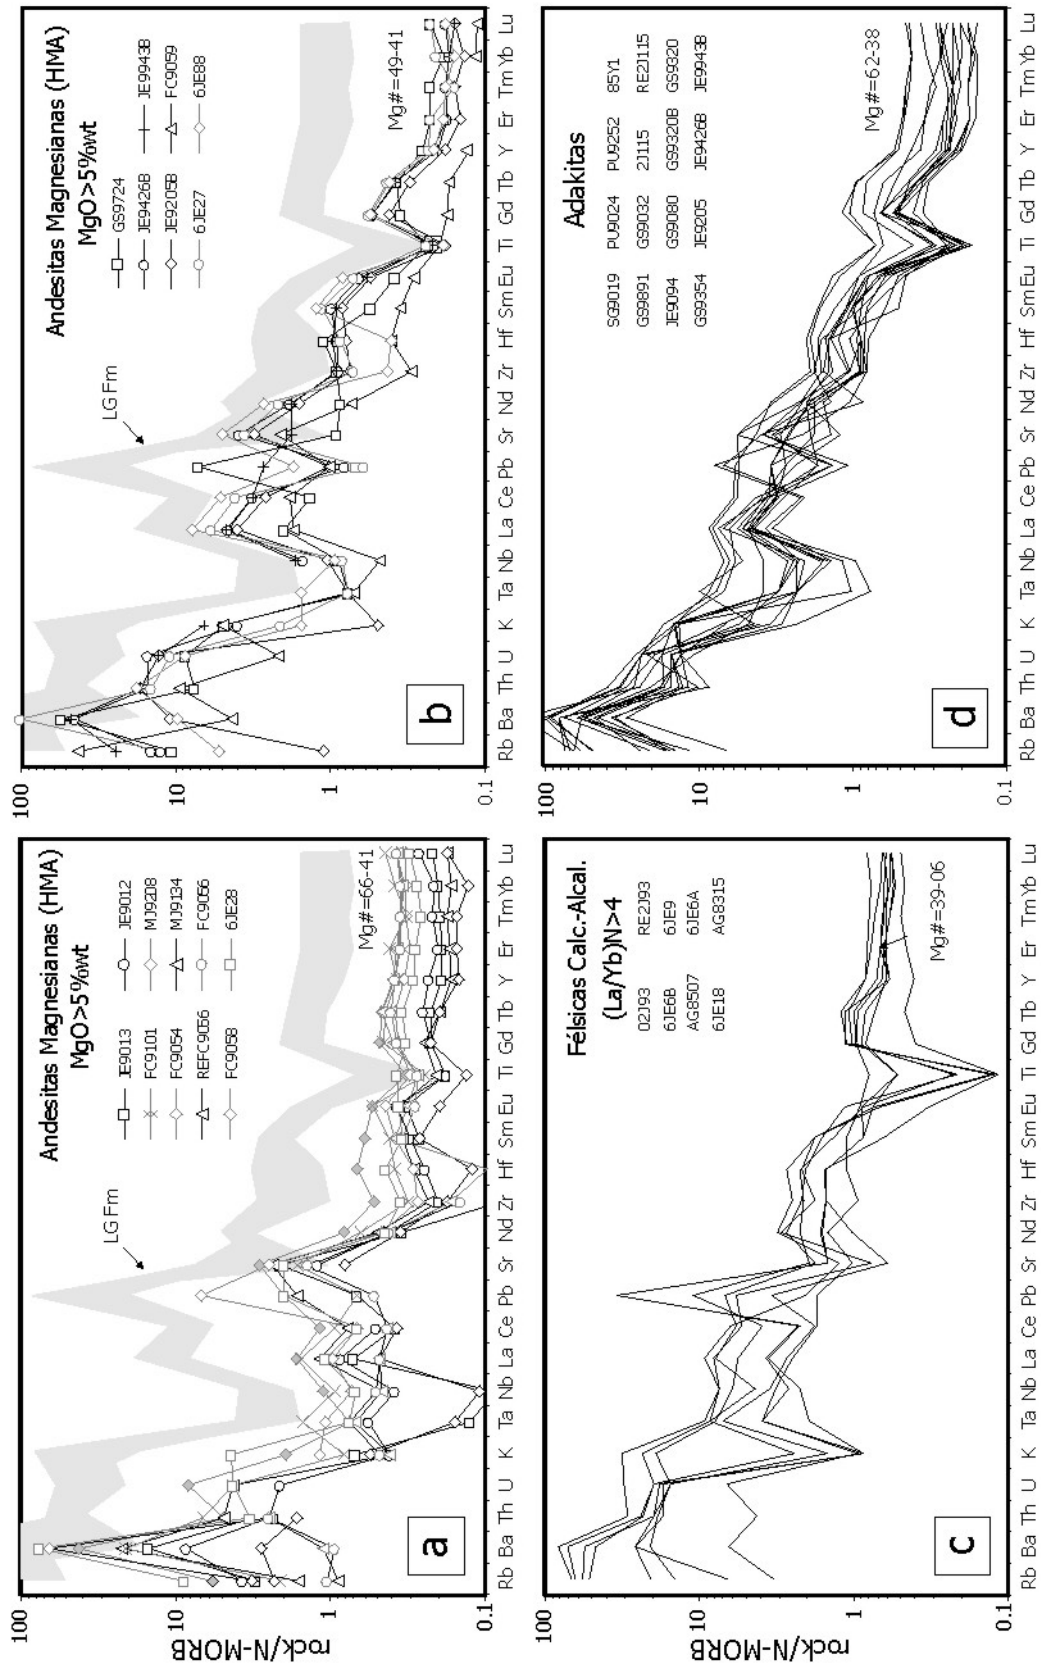 Andesitas Magnesianas (HMA)
MgO>5%wt
JE9013 JE9012
FC9101 MJ9208
FC9054 MJ9134
REFC9056 FC9056
FC9058 6JE28
LG Fm
Mg#=66-41
a
rock/N-MORB
100
10
1
0.1
Rb Ba Th U K Ta Nb La Ce Pb Sr Nd Zr Hf Sm Eu Ti Gd Tb Y Er Tm Yb Lu
Andesitas Magnesianas (HMA)
MgO>5%wt
GS9724
JE9426B JE9943B
JE9205B FC9059
6JE27 6JE88
LG Fm
Mg#=49-41
b
100
10
1
0.1
Rb Ba Th U K Ta Nb La Ce Pb Sr Nd Zr Hf Sm Eu Ti Gd Tb Y Er Tm Yb Lu
Félsicas Calc.-Alcal.
(La/Yb)N>4
02J93 RE2J93
6JE6B 6JE9
AG8507 6JE6A
6JE18 AG8315
Mg#=39-06
c
rock/N-MORB
100
10
1
0.1
Rb Ba Th U K Ta Nb La Ce Pb Sr Nd Zr Hf Sm Eu Ti Gd Tb Y Er Tm Yb Lu
Adakitas
SG9019 PU9024 PU9252 85Y1
GS9891 GS9032 2J115 RE2J115
JE9094 GS9080 GS9320B GS9320
GS9354 JE9205 JE9426B JE9943B
Mg#=62-38
d
100
10
1
0.1
Rb Ba Th U K Ta Nb La Ce Pb Sr Nd Zr Hf Sm Eu Ti Gd Tb Y Er Tm Yb Lu